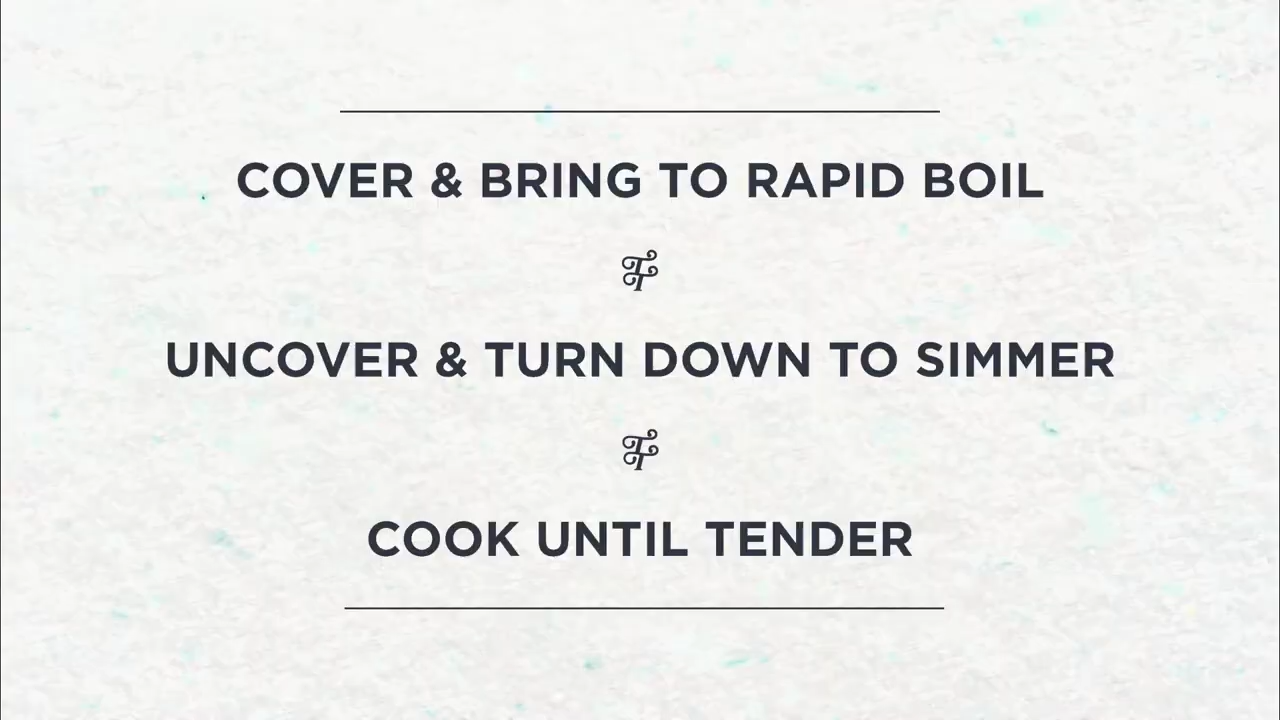 COVER & BRING TO RAPID BOIL
UNCOVER & TURN DOWN TO SIMMER
COOK UNTIL TENDER